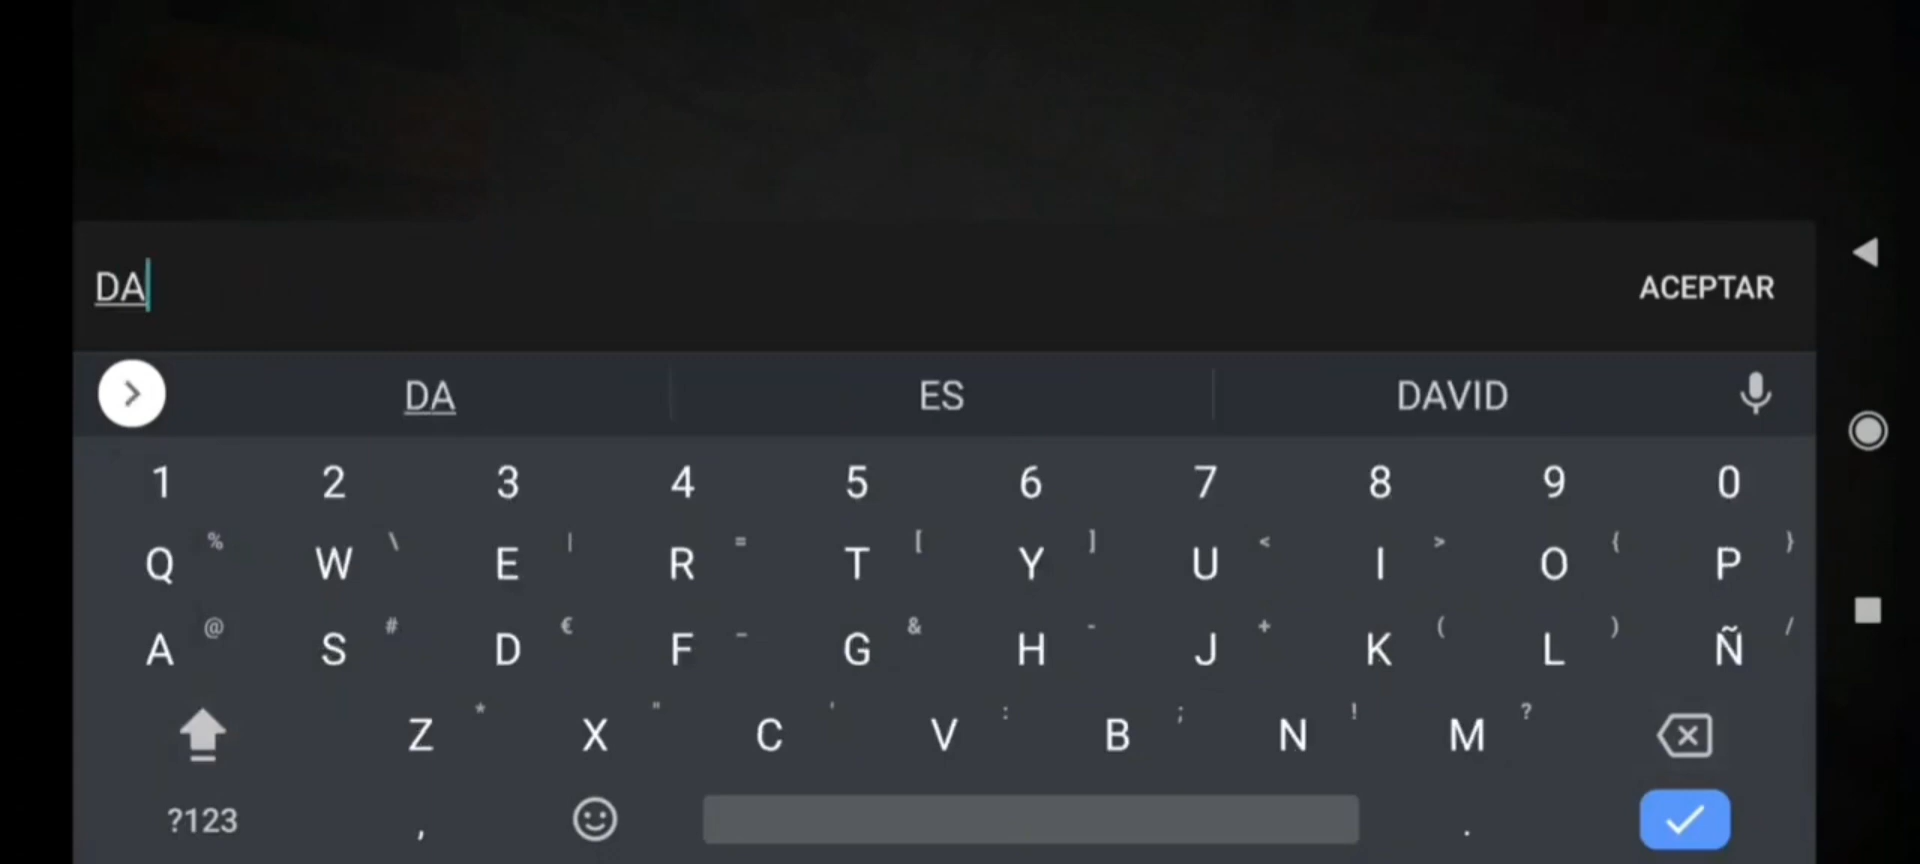 DA ACEPTAR
DA ES DAVID
1 2 3 4 5 6 7 8 9 0
Q % W \ E | R = T [ Y ] U < I > O { P }
A @ S # D € F _ G & H - J + K ( L ) Ñ /
Z * X " C ' V : B ; N ! M ?
?123 , .